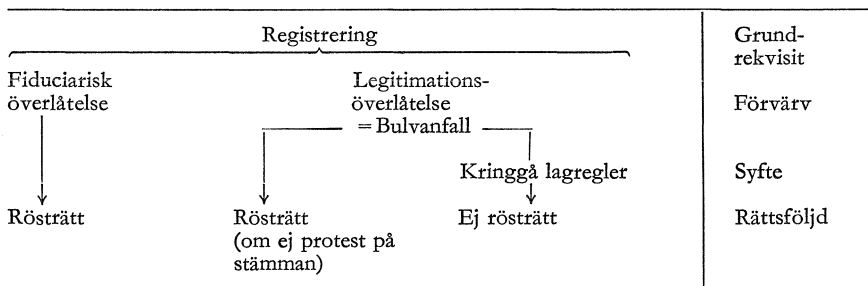 Registrering
Grund-
rekvisit
Fiduciarisk
överlåtelse
Legitimations-
överlåtelse
= Bulvanfall
Förvärv
Kringgå lagregler
Syfte
Rösträtt
Rösträtt
(om ej protest på
stämman)
Ej rösträtt
Rättsföljd